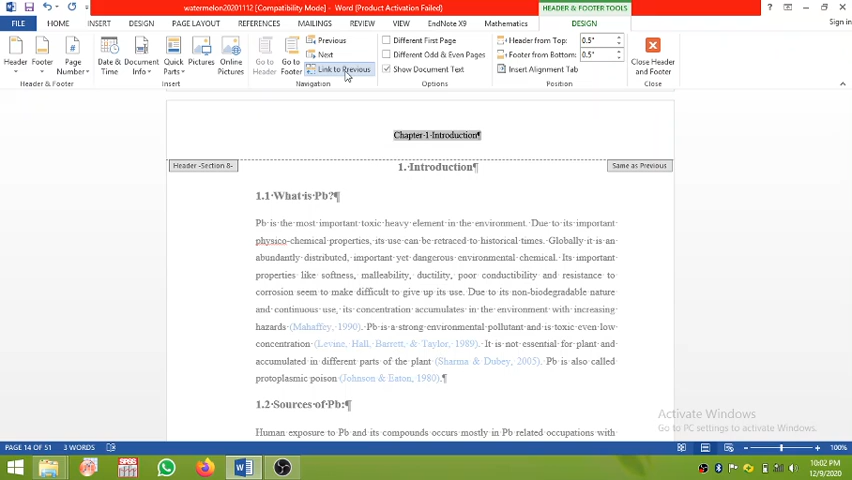 watermelon20201112 [Compatibility Mode] - Word (Product Activation Failed)
HEADER & FOOTER TOOLS
FILE HOME INSERT DESIGN PAGE LAYOUT REFERENCES MAILINGS REVIEW VIEW EndNote X9 Mathematics DESIGN Sign in
Header
Footer
Page Number
Header & Footer
Date & Time
Document Info
Quick Parts
Pictures
Online Pictures
Insert
Go to Header
Go to Footer
Previous
Next
Link to Previous
Navigation
Different First Page
Different Odd & Even Pages
Show Document Text
Options
Header from Top: 0.5"
Footer from Bottom: 0.5"
Insert Alignment Tab
Position
Close Header and Footer
Close
Chapter·1·Introduction¶
Header -Section 8-
Same as Previous
1.·Introduction¶
1.1·What·is·Pb?¶
Pb·is·the·most·important·toxic·heavy·element·in·the·environment.·Due·to·its·important·
physico-chemical·properties,·its·use·can·be·retraced·to·historical·times.·Globally·it·is·an·
abundantly·distributed,·important·yet·dangerous·environmental·chemical.·Its·important·
properties·like·softness,·malleability,·ductility,·poor·conductibility·and·resistance·to·
corrosion·seem·to·make·difficult·to·give·up·its·use.·Due·to·its·non-biodegradable·nature·
and·continuous·use,·its·concentration·accumulates·in·the·environment·with·increasing·
hazards·(Mahaffey,·1990).·Pb·is·a·strong·environmental·pollutant·and·is·toxic·even·low·
concentration·(Levine,·Hall,·Barrett,·&·Taylor,·1989).·It·is·not·essential·for·plant·and·
accumulated·in·different·parts·of·the·plant·(Sharma·&·Dubey,·2005).·Pb·is·also·called·
protoplasmic·poison·(Johnson·&·Eaton,·1980).¶
1.2·Sources·of·Pb:¶
Human·exposure·to·Pb·and·its·compounds·occurs·mostly·in·Pb·related·occupations·with·
Activate Windows
Go to PC settings to activate Windows.
PAGE 14 OF 51 3 WORDS 100%
10:02 PM
12/9/2020